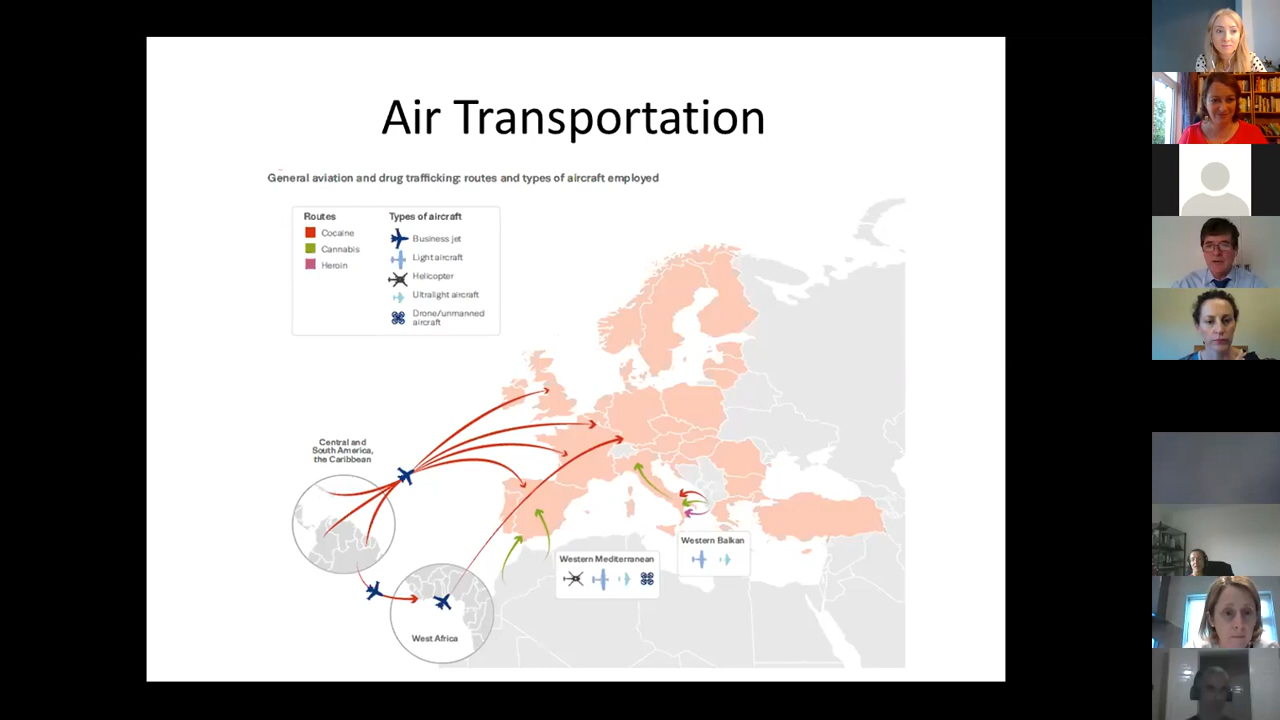 Air Transportation
General aviation and drug trafficking: routes and types of aircraft employed
Routes
Cocaine
Cannabis
Heroin
Types of aircraft
Business jet
Light aircraft
Helicopter
Ultralight aircraft
Drone/unmanned
aircraft
Central and
South America,
the Caribbean
Western Balkan
Western Mediterranean
West Africa